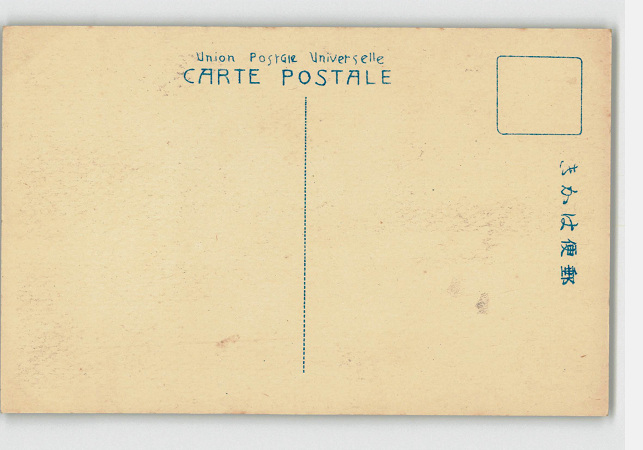 Union Postale Universelle
CARTE POSTALE
郵便はかき